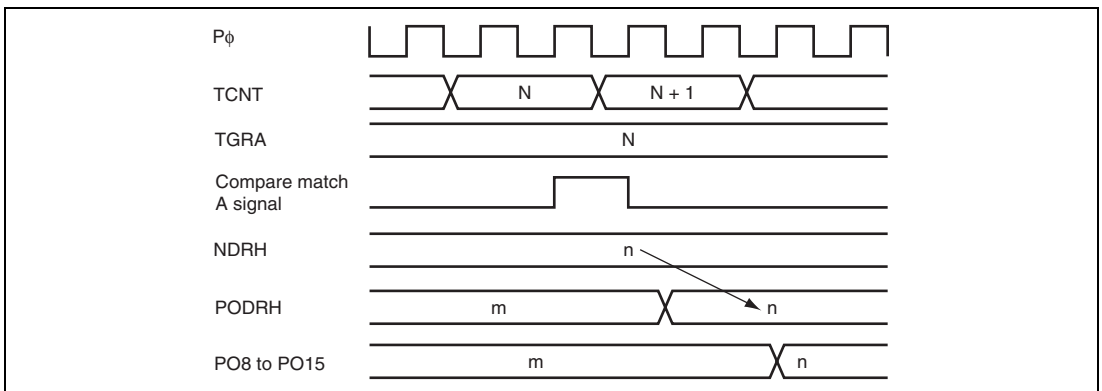 Pϕ
TCNT N N + 1
TGRA N
Compare match
A signal
NDRH n
PODRH m n
PO8 to PO15 m n